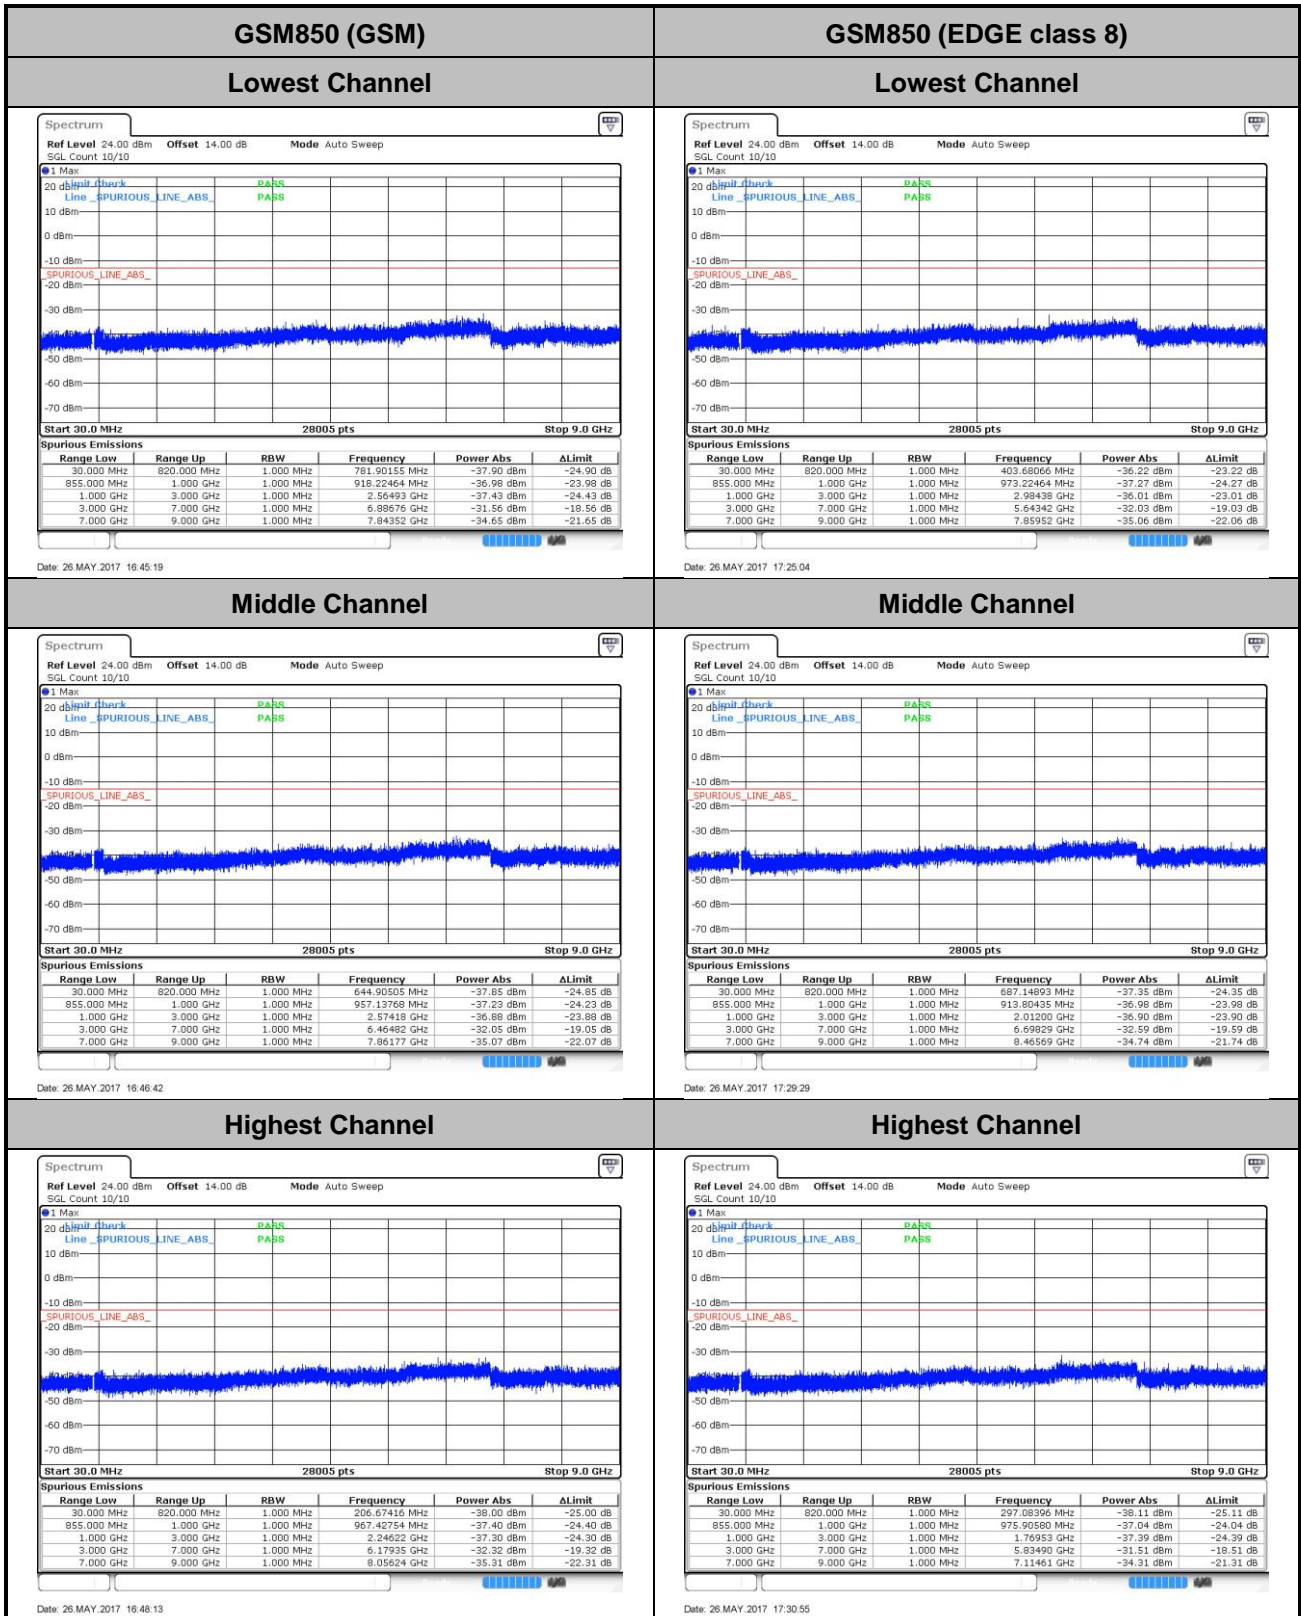 GSM850 (GSM)
GSM850 (EDGE class 8)
Lowest Channel
Lowest Channel
Spectrum
Ref Level 24.00 dBm Offset 14.00 dB Mode Auto Sweep
SGL Count 10/10
1 Max
20 dBm Limit Check PASS
Line _SPURIOUS_LINE_ABS_ PASS
10 dBm
0 dBm
-10 dBm
_SPURIOUS_LINE_ABS_
-20 dBm
-30 dBm
-50 dBm
-60 dBm
-70 dBm
Start 30.0 MHz 28005 pts Stop 9.0 GHz
Spurious Emissions
Range Low Range Up RBW Frequency Power Abs ΔLimit
30.000 MHz 820.000 MHz 1.000 MHz 781.90155 MHz -37.90 dBm -24.90 dB
855.000 MHz 1.000 GHz 1.000 MHz 918.22464 MHz -36.98 dBm -23.98 dB
1.000 GHz 3.000 GHz 1.000 MHz 2.56493 GHz -37.43 dBm -24.43 dB
3.000 GHz 7.000 GHz 1.000 MHz 6.88676 GHz -31.56 dBm -18.56 dB
7.000 GHz 9.000 GHz 1.000 MHz 7.84352 GHz -34.65 dBm -21.65 dB
Date: 26.MAY.2017 16:45:19
Spectrum
Ref Level 24.00 dBm Offset 14.00 dB Mode Auto Sweep
SGL Count 10/10
1 Max
20 dBm Limit Check PASS
Line _SPURIOUS_LINE_ABS_ PASS
10 dBm
0 dBm
-10 dBm
_SPURIOUS_LINE_ABS_
-20 dBm
-30 dBm
-50 dBm
-60 dBm
-70 dBm
Start 30.0 MHz 28005 pts Stop 9.0 GHz
Spurious Emissions
Range Low Range Up RBW Frequency Power Abs ΔLimit
30.000 MHz 820.000 MHz 1.000 MHz 403.68066 MHz -36.22 dBm -23.22 dB
855.000 MHz 1.000 GHz 1.000 MHz 973.22464 MHz -37.27 dBm -24.27 dB
1.000 GHz 3.000 GHz 1.000 MHz 2.98438 GHz -36.01 dBm -23.01 dB
3.000 GHz 7.000 GHz 1.000 MHz 5.64342 GHz -32.03 dBm -19.03 dB
7.000 GHz 9.000 GHz 1.000 MHz 7.85952 GHz -35.06 dBm -22.06 dB
Date: 26.MAY.2017 17:25:04
Middle Channel
Middle Channel
Spectrum
Ref Level 24.00 dBm Offset 14.00 dB Mode Auto Sweep
SGL Count 10/10
1 Max
20 dBm Limit Check PASS
Line _SPURIOUS_LINE_ABS_ PASS
10 dBm
0 dBm
-10 dBm
_SPURIOUS_LINE_ABS_
-20 dBm
-30 dBm
-50 dBm
-60 dBm
-70 dBm
Start 30.0 MHz 28005 pts Stop 9.0 GHz
Spurious Emissions
Range Low Range Up RBW Frequency Power Abs ΔLimit
30.000 MHz 820.000 MHz 1.000 MHz 644.90505 MHz -37.85 dBm -24.85 dB
855.000 MHz 1.000 GHz 1.000 MHz 957.13768 MHz -37.23 dBm -24.23 dB
1.000 GHz 3.000 GHz 1.000 MHz 2.57418 GHz -36.88 dBm -23.88 dB
3.000 GHz 7.000 GHz 1.000 MHz 6.46482 GHz -32.05 dBm -19.05 dB
7.000 GHz 9.000 GHz 1.000 MHz 7.86177 GHz -35.07 dBm -22.07 dB
Date: 26.MAY.2017 16:46:42
Spectrum
Ref Level 24.00 dBm Offset 14.00 dB Mode Auto Sweep
SGL Count 10/10
1 Max
20 dBm Limit Check PASS
Line _SPURIOUS_LINE_ABS_ PASS
10 dBm
0 dBm
-10 dBm
_SPURIOUS_LINE_ABS_
-20 dBm
-30 dBm
-50 dBm
-60 dBm
-70 dBm
Start 30.0 MHz 28005 pts Stop 9.0 GHz
Spurious Emissions
Range Low Range Up RBW Frequency Power Abs ΔLimit
30.000 MHz 820.000 MHz 1.000 MHz 687.14893 MHz -37.35 dBm -24.35 dB
855.000 MHz 1.000 GHz 1.000 MHz 913.80435 MHz -36.98 dBm -23.98 dB
1.000 GHz 3.000 GHz 1.000 MHz 2.01200 GHz -36.90 dBm -23.90 dB
3.000 GHz 7.000 GHz 1.000 MHz 6.69829 GHz -32.59 dBm -19.59 dB
7.000 GHz 9.000 GHz 1.000 MHz 8.46569 GHz -34.74 dBm -21.74 dB
Date: 26.MAY.2017 17:29:29
Highest Channel
Highest Channel
Spectrum
Ref Level 24.00 dBm Offset 14.00 dB Mode Auto Sweep
SGL Count 10/10
1 Max
20 dBm Limit Check PASS
Line _SPURIOUS_LINE_ABS_ PASS
10 dBm
0 dBm
-10 dBm
_SPURIOUS_LINE_ABS_
-20 dBm
-30 dBm
-50 dBm
-60 dBm
-70 dBm
Start 30.0 MHz 28005 pts Stop 9.0 GHz
Spurious Emissions
Range Low Range Up RBW Frequency Power Abs ΔLimit
30.000 MHz 820.000 MHz 1.000 MHz 206.67416 MHz -38.00 dBm -25.00 dB
855.000 MHz 1.000 GHz 1.000 MHz 967.42754 MHz -37.40 dBm -24.40 dB
1.000 GHz 3.000 GHz 1.000 MHz 2.24622 GHz -37.30 dBm -24.30 dB
3.000 GHz 7.000 GHz 1.000 MHz 6.17935 GHz -32.32 dBm -19.32 dB
7.000 GHz 9.000 GHz 1.000 MHz 8.05624 GHz -35.31 dBm -22.31 dB
Date: 26.MAY.2017 16:48:13
Spectrum
Ref Level 24.00 dBm Offset 14.00 dB Mode Auto Sweep
SGL Count 10/10
1 Max
20 dBm Limit Check PASS
Line _SPURIOUS_LINE_ABS_ PASS
10 dBm
0 dBm
-10 dBm
_SPURIOUS_LINE_ABS_
-20 dBm
-30 dBm
-50 dBm
-60 dBm
-70 dBm
Start 30.0 MHz 28005 pts Stop 9.0 GHz
Spurious Emissions
Range Low Range Up RBW Frequency Power Abs ΔLimit
30.000 MHz 820.000 MHz 1.000 MHz 297.08396 MHz -38.11 dBm -25.11 dB
855.000 MHz 1.000 GHz 1.000 MHz 975.90580 MHz -37.04 dBm -24.04 dB
1.000 GHz 3.000 GHz 1.000 MHz 1.76953 GHz -37.39 dBm -24.39 dB
3.000 GHz 7.000 GHz 1.000 MHz 5.83490 GHz -31.51 dBm -18.51 dB
7.000 GHz 9.000 GHz 1.000 MHz 7.11461 GHz -34.31 dBm -21.31 dB
Date: 26.MAY.2017 17:30:55